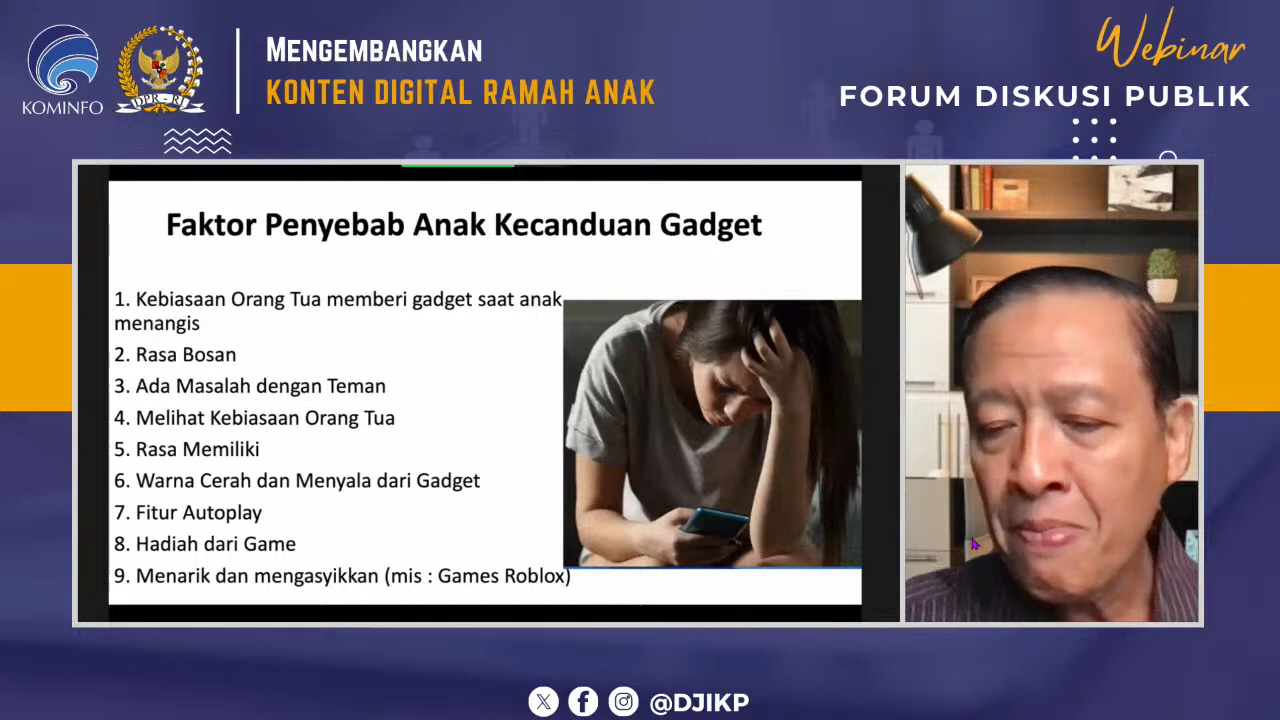 KOMINFO
DPR-RI
MENGEMBANGKAN
KONTEN DIGITAL RAMAH ANAK
Webinar
FORUM DISKUSI PUBLIK
Faktor Penyebab Anak Kecanduan Gadget
1. Kebiasaan Orang Tua memberi gadget saat anak
menangis
2. Rasa Bosan
3. Ada Masalah dengan Teman
4. Melihat Kebiasaan Orang Tua
5. Rasa Memiliki
6. Warna Cerah dan Menyala dari Gadget
7. Fitur Autoplay
8. Hadiah dari Game
9. Menarik dan mengasyikkan (mis : Games Roblox)
@DJIKP